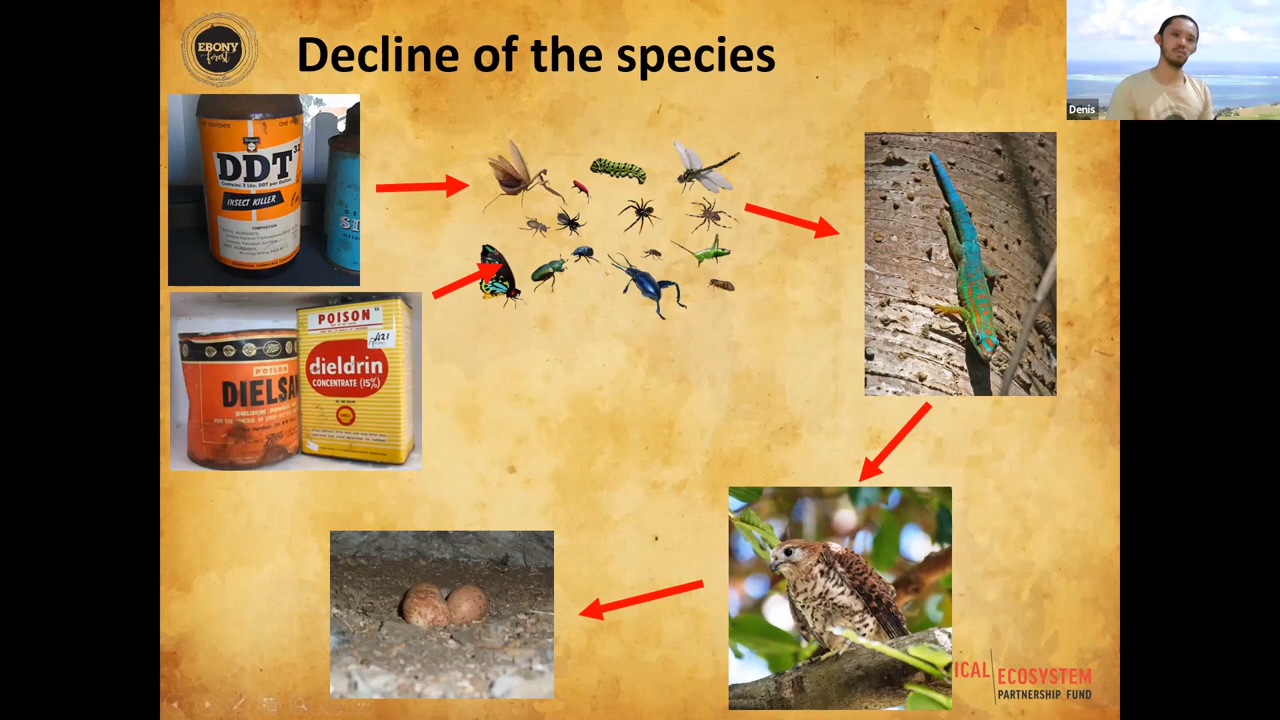 EBONY
forest
Decline of the species
DDT
INSECT KILLER
POISON
DIELSA
POISON
dieldrin
CONCENTRATE (15%)
Denis
ICAL ECOSYSTEM
PARTNERSHIP FUND